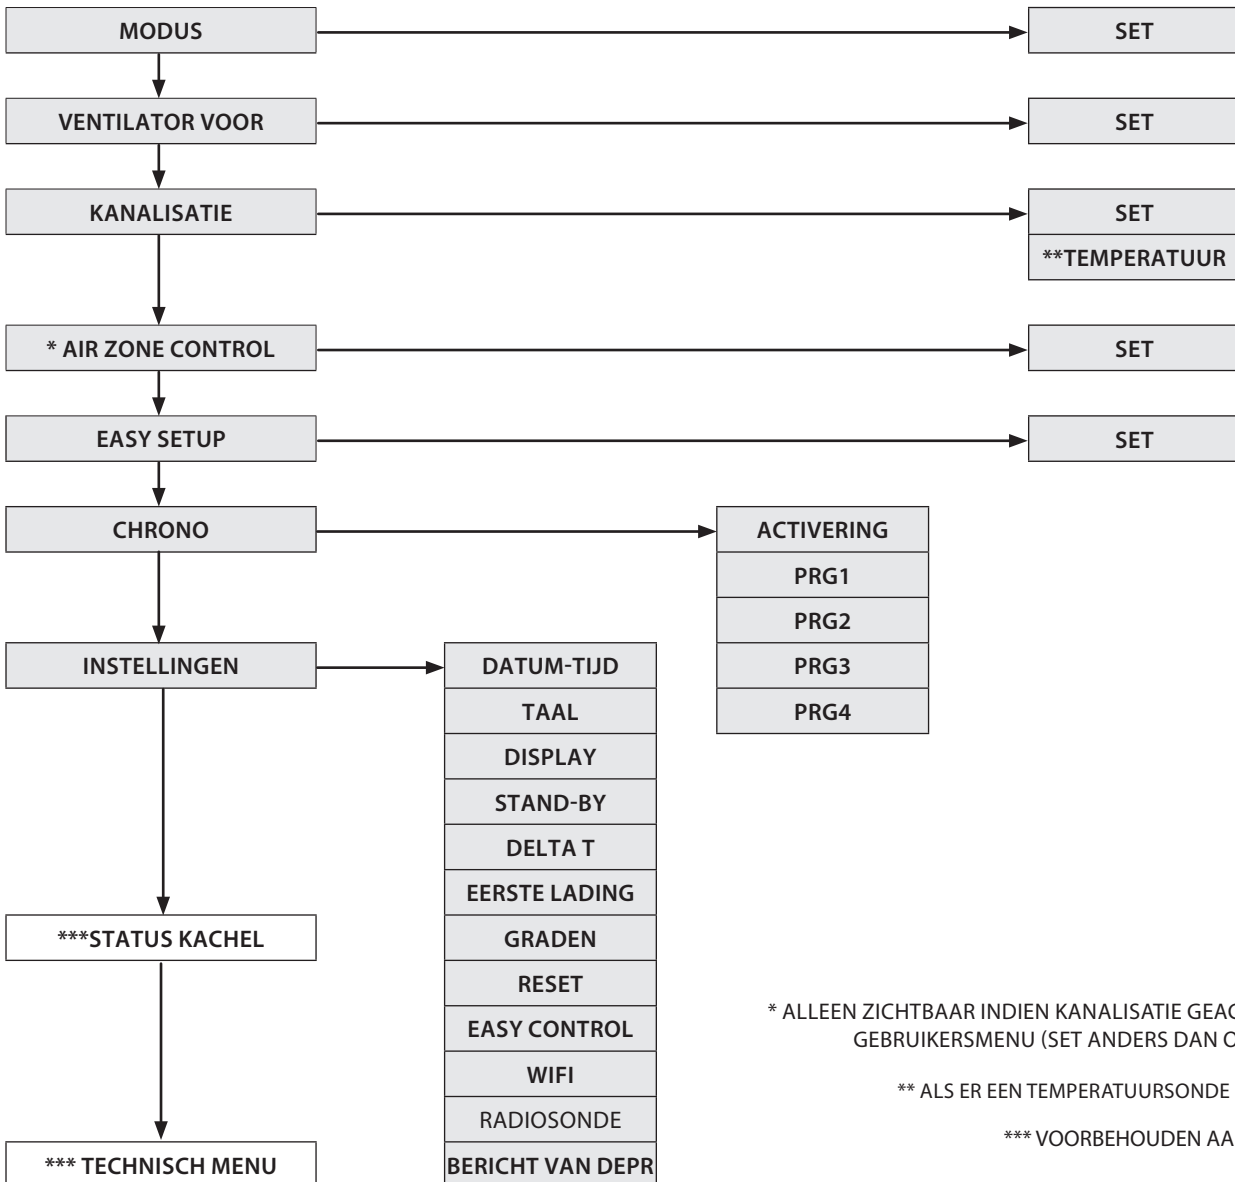 MODUS
SET
VENTILATOR VOOR
SET
KANALISATIE
SET
**TEMPERATUUR
* AIR ZONE CONTROL
SET
EASY SETUP
SET
CHRONO
ACTIVERING
PRG1
PRG2
PRG3
PRG4
INSTELLINGEN
DATUM-TIJD
TAAL
DISPLAY
STAND-BY
DELTA T
EERSTE LADING
GRADEN
RESET
EASY CONTROL
WIFI
RADIOSONDE
BERICHT VAN DEPR
***STATUS KACHEL
*** TECHNISCH MENU
* ALLEEN ZICHTBAAR INDIEN KANALISATIE
GEBRUIKERSMENU (SET ANDERS DAN
** ALS ER EEN TEMPERATUURSONDE
*** VOORBEHOUDEN